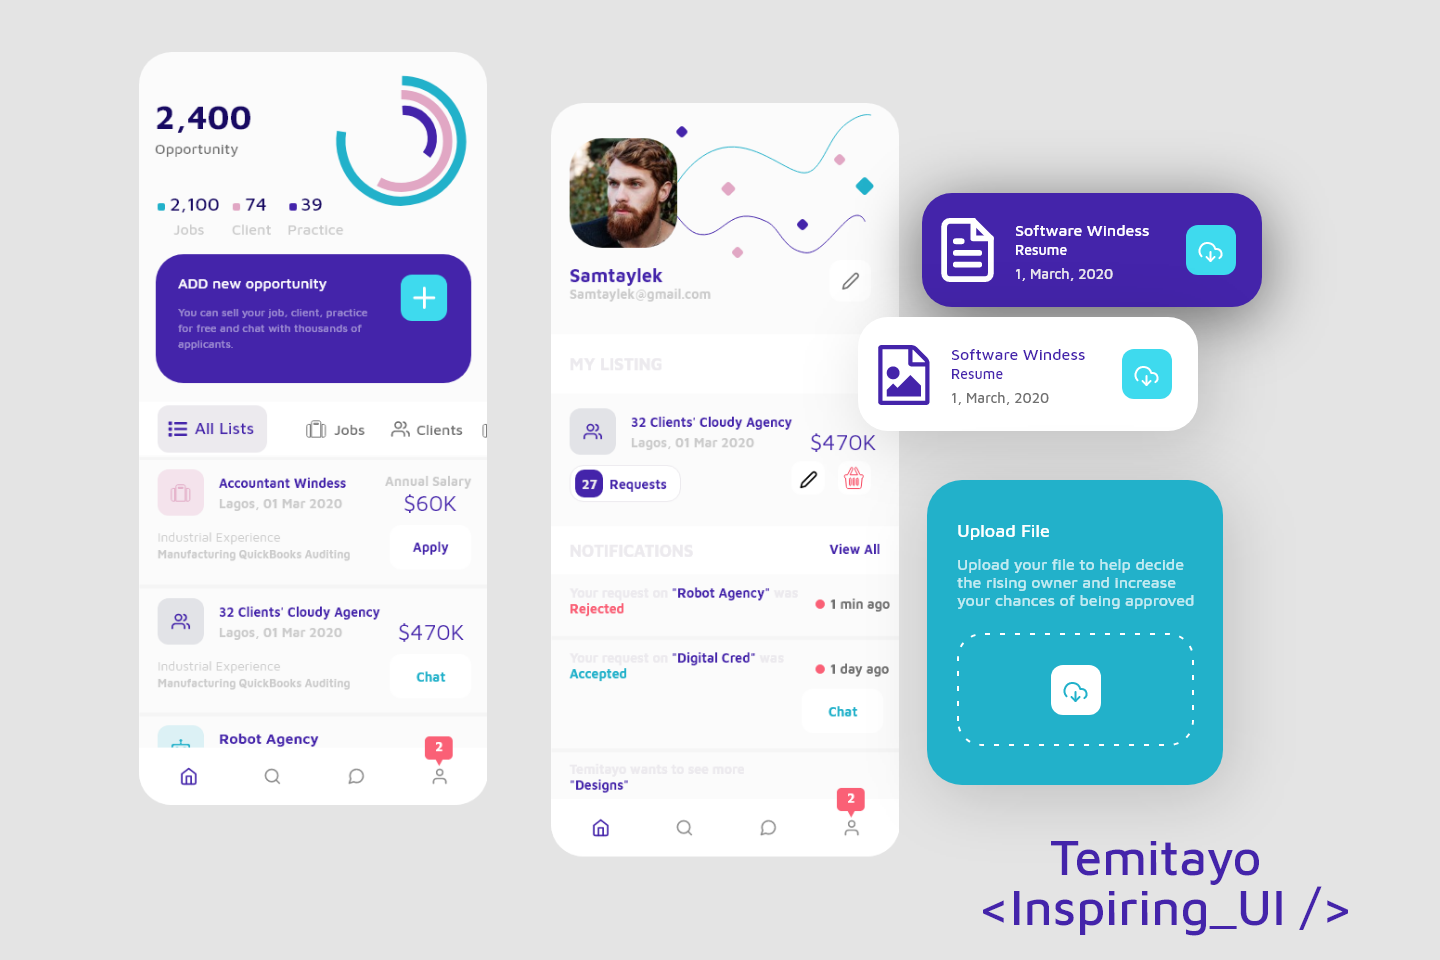 2,400
Opportunity
2,100 74 39
Jobs Client Practice
ADD new opportunity
You can sell your job, client, practice
for free and chat with thousands of
applicants.
All Lists Jobs Clients
Accountant Windess
Lagos, 01 Mar 2020
Annual Salary
$60K
Industrial Experience
Manufacturing QuickBooks Auditing
Apply
32 Clients' Cloudy Agency
Lagos, 01 Mar 2020
$470K
Industrial Experience
Manufacturing QuickBooks Auditing
Chat
Robot Agency
2
Samtaylek
Samtaylek@gmail.com
MY LISTING
32 Clients' Cloudy Agency
Lagos, 01 Mar 2020
$470K
27 Requests
NOTIFICATIONS View All
Your request on "Robot Agency" was
Rejected
1 min ago
Your request on "Digital Cred" was
Accepted
1 day ago
Chat
Temitayo wants to see more
"Designs"
2
Software Windess
Resume
1, March, 2020
Software Windess
Resume
1, March, 2020
Upload File
Upload your file to help decide
the rising owner and increase
your chances of being approved
Temitayo
<Inspiring_UI />